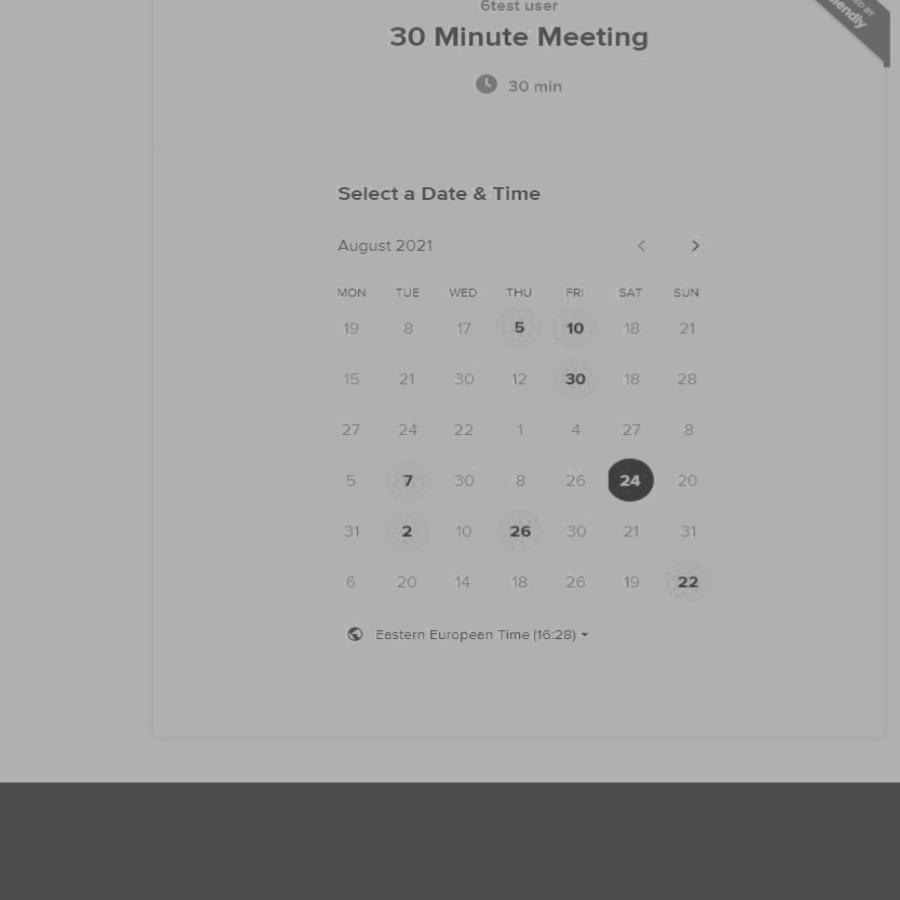 6test user
30 Minute Meeting
30 min
Select a Date & Time
August 2021
MON TUE WED THU FRI SAT SUN
19 8 17 5 10 18 21
15 21 30 12 30 18 28
27 24 22 1 4 27 8
5 7 30 8 26 24 20
31 2 10 26 30 21 31
6 20 14 18 26 19 22
Eastern European Time (16:28)